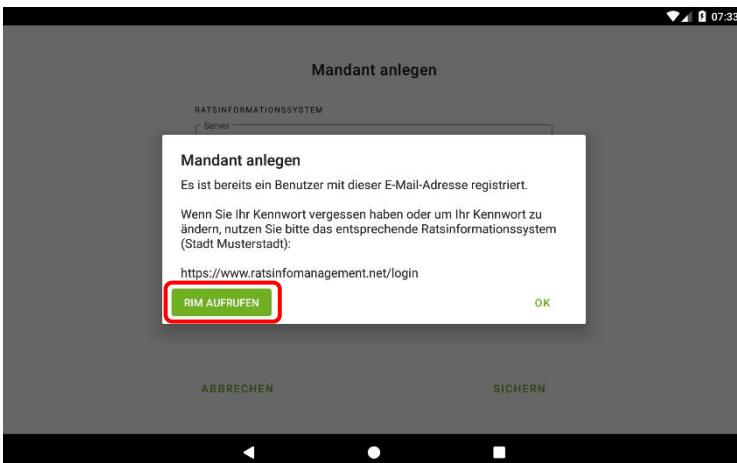 07:33
Mandant anlegen
RATSINFORMATIONSSYSTEM
Server
Mandant anlegen
Es ist bereits ein Benutzer mit dieser E-Mail-Adresse registriert.
Wenn Sie Ihr Kennwort vergessen haben oder um Ihr Kennwort zu
ändern, nutzen Sie bitte das entsprechende Ratsinformationssystem
(Stadt Musterstadt):
https://www.ratsinfomanagement.net/login
RIM AUFRUFEN OK
ABBRECHEN SICHERN